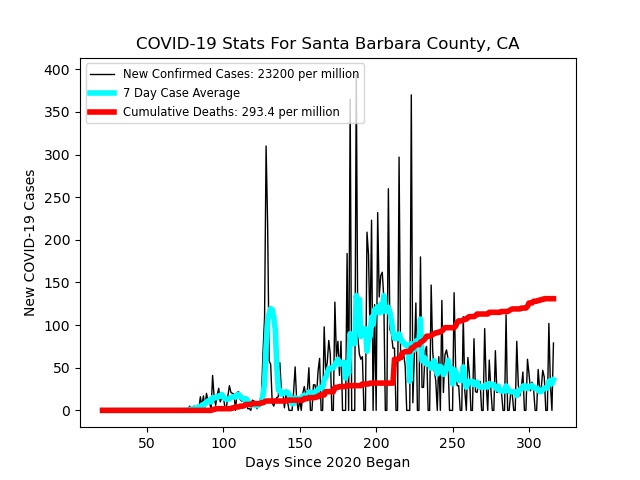 COVID-19 Stats For Santa Barbara County, CA
New Confirmed Cases: 23200 per million
7 Day Case Average
Cumulative Deaths: 293.4 per million
New COVID-19 Cases
400
350
300
250
200
150
100
50
0
50 100 150 200 250 300
Days Since 2020 Began